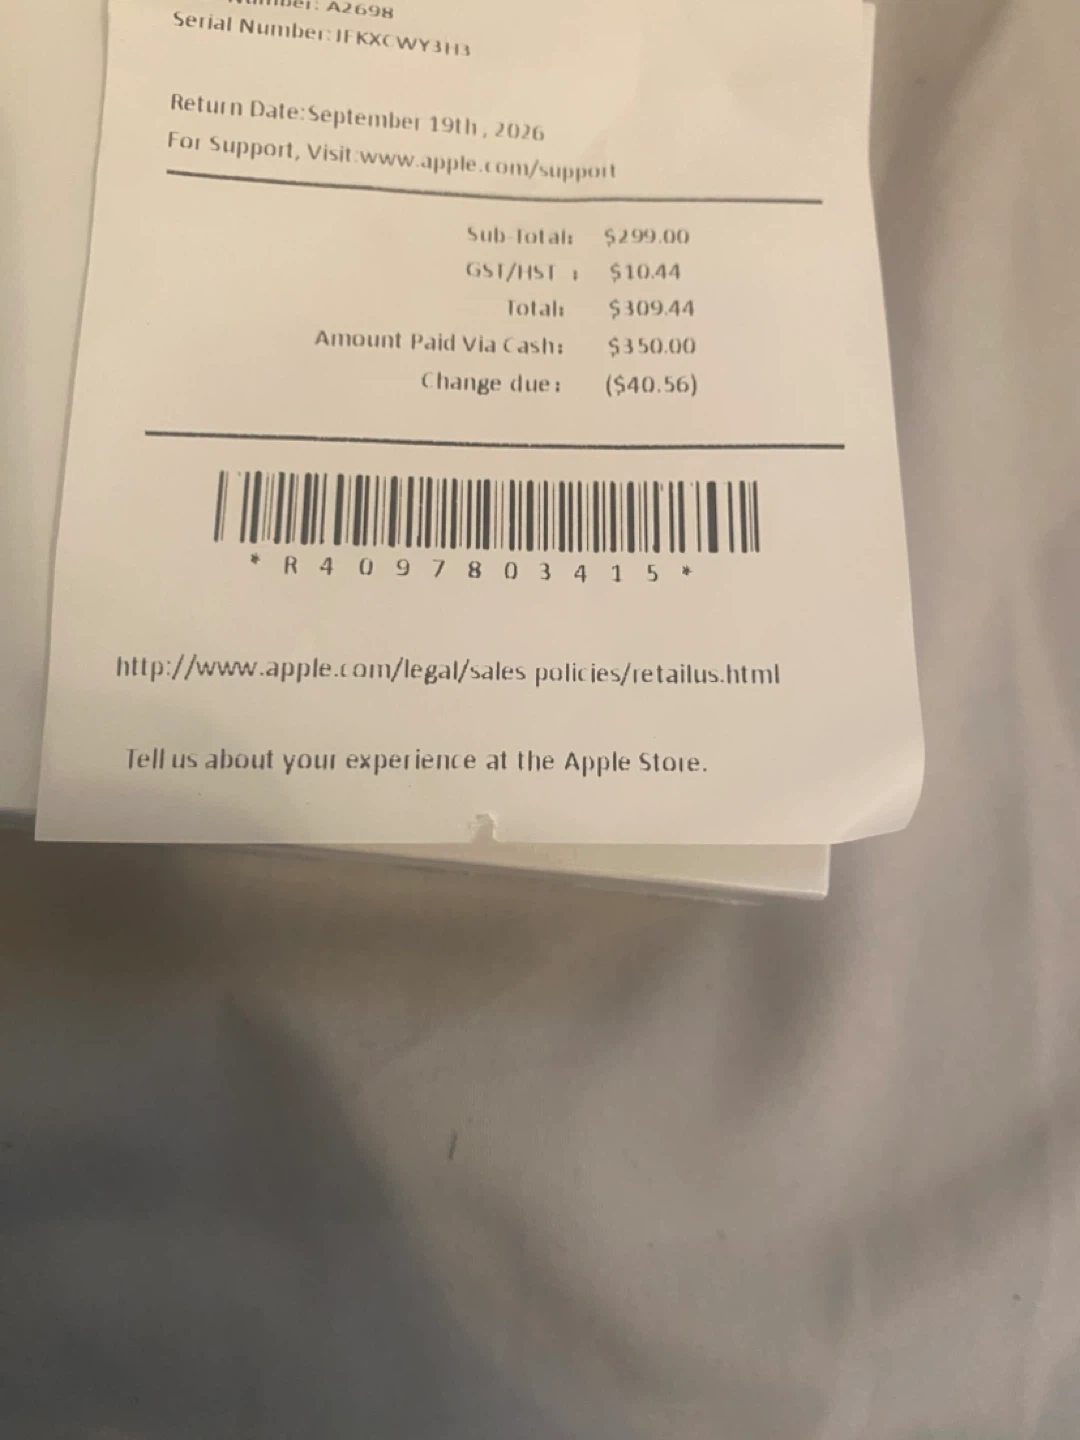 Number: A2698
Serial Number: JFKXCWY3H3
Return Date:September 19th, 2026
For Support, Visit:www.apple.com/support
Sub-Total: $299.00
GST/HST : $10.44
Total: $309.44
Amount Paid Via Cash: $350.00
Change due: ($40.56)
* R 4 0 9 7 8 0 3 4 1 5 *
http://www.apple.com/legal/sales policies/retailus.html
Tell us about your experience at the Apple Store.